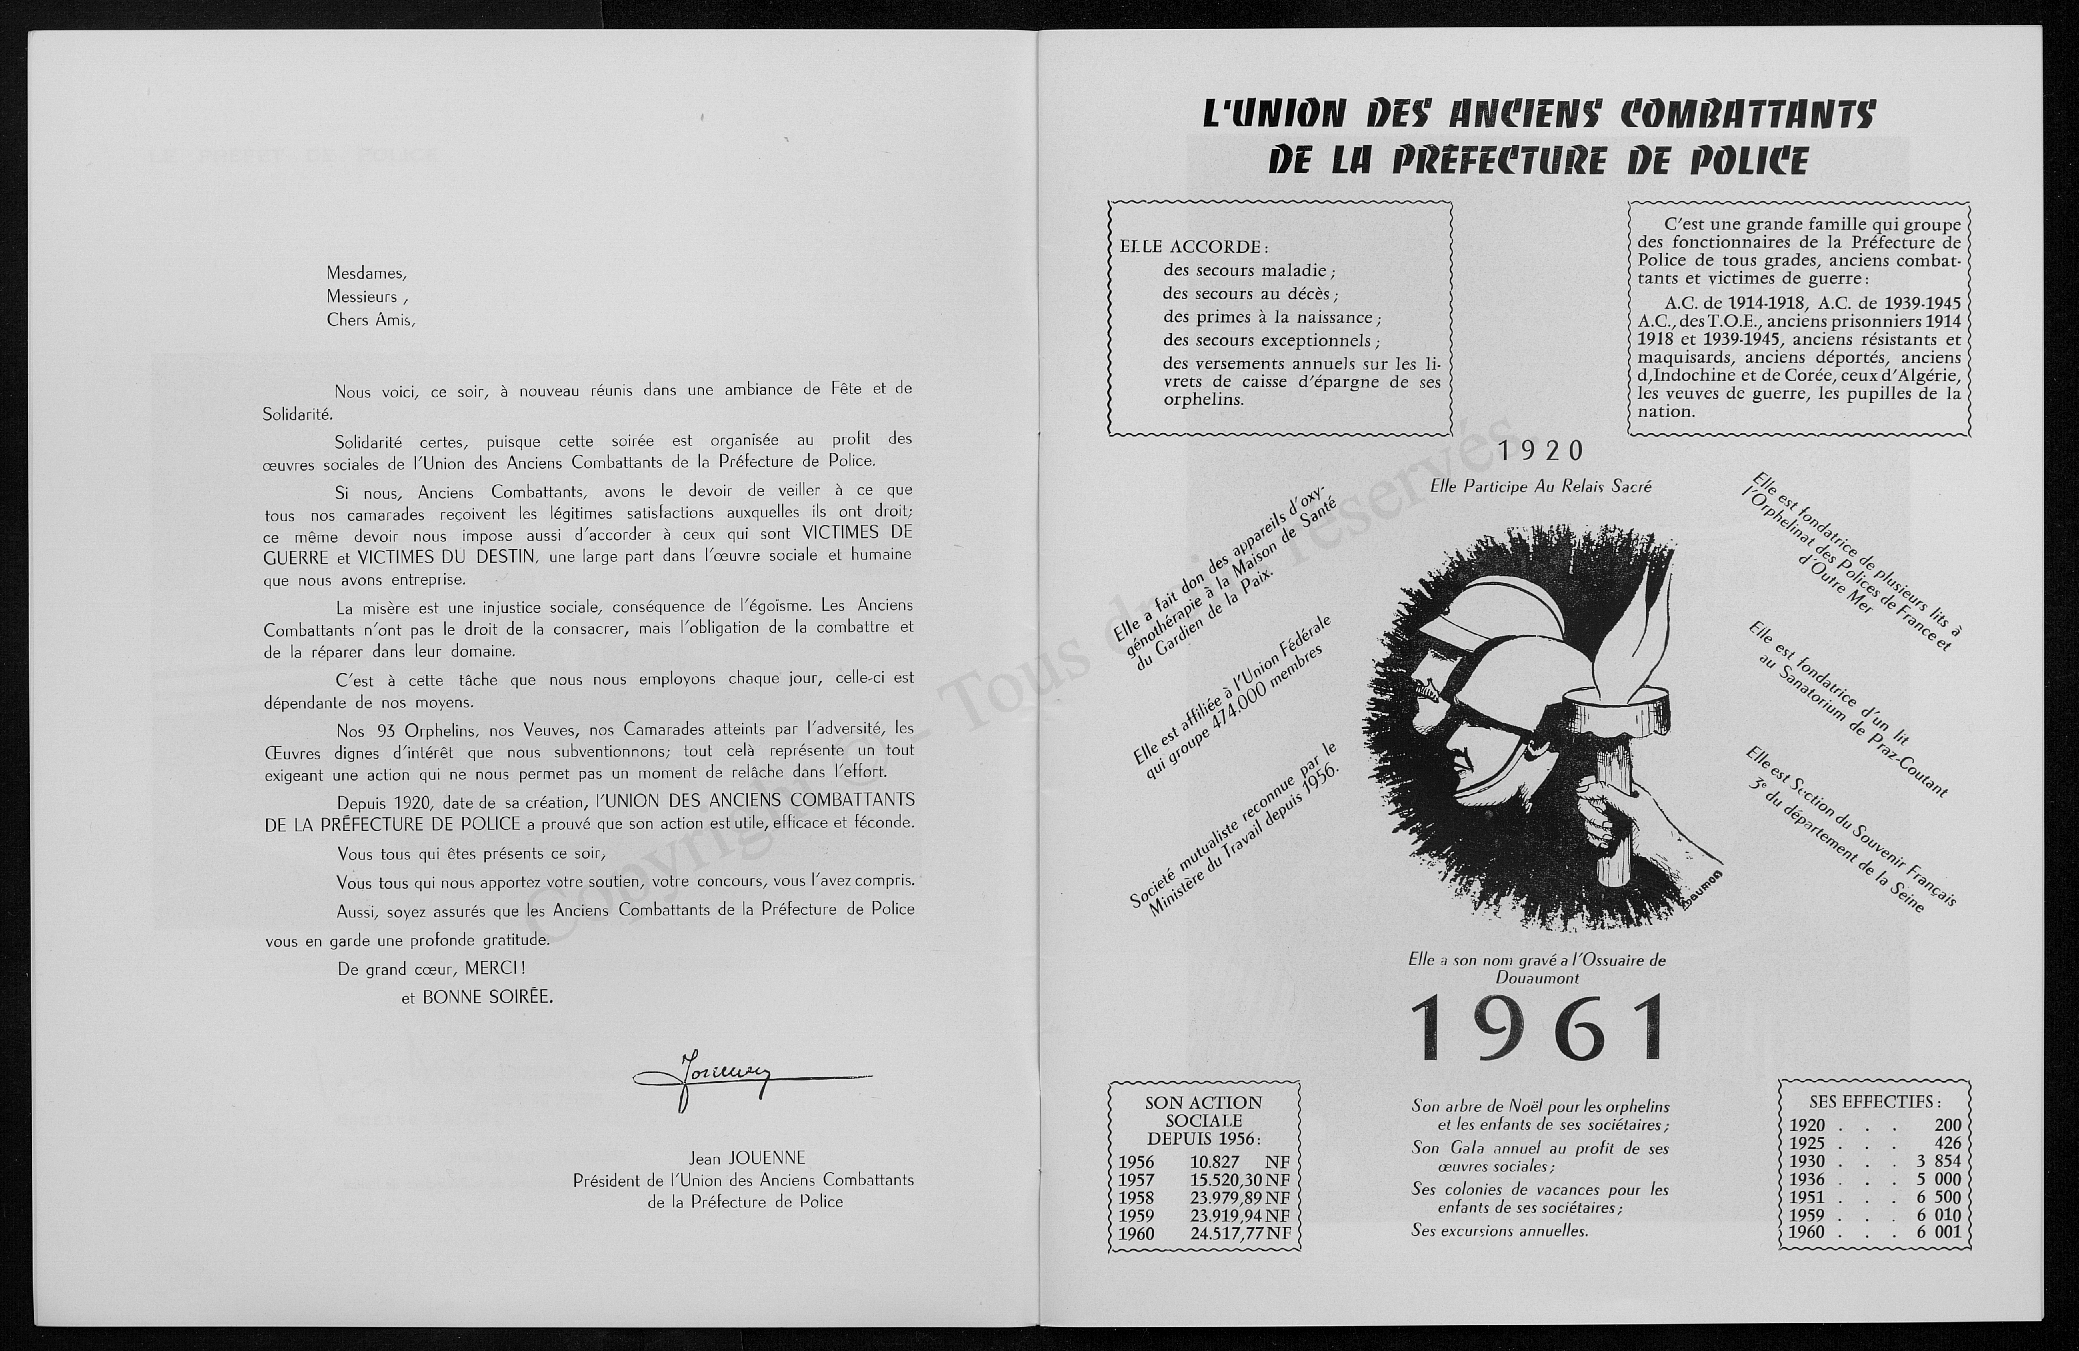 Mesdames,
Messieurs ,
Chers Amis,
Nous voici, ce soir, à nouveau réunis dans une ambiance de Fête et de
Solidarité.
Solidarité certes, puisque cette soirée est organisée au profit des
œuvres sociales de l'Union des Anciens Combattants de la Préfecture de Police.
Si nous, Anciens Combattants, avons le devoir de veiller à ce que
tous nos camarades reçoivent les légitimes satisfactions auxquelles ils ont droit;
ce même devoir nous impose aussi d'accorder à ceux qui sont VICTIMES DE
GUERRE et VICTIMES DU DESTIN, une large part dans l'œuvre sociale et humaine
que nous avons entreprise.
La misère est une injustice sociale, conséquence de l'égoïsme. Les Anciens
Combattants n'ont pas le droit de la consacrer, mais l'obligation de la combattre et
de la réparer dans leur domaine.
C'est à cette tâche que nous nous employons chaque jour, celle-ci est
dépendante de nos moyens.
Nos 93 Orphelins, nos Veuves, nos Camarades atteints par l'adversité, les
Œuvres dignes d'intérêt que nous subventionnons; tout celà représente un tout
exigeant une action qui ne nous permet pas un moment de relâche dans l'effort.
Depuis 1920, date de sa création, l'UNION DES ANCIENS COMBATTANTS
DE LA PRÉFECTURE DE POLICE a prouvé que son action est utile, efficace et féconde.
Vous tous qui êtes présents ce soir,
Vous tous qui nous apportez votre soutien, votre concours, vous l'avez compris.
Aussi, soyez assurés que les Anciens Combattants de la Préfecture de Police
vous en garde une profonde gratitude.
De grand cœur, MERCI!
et BONNE SOIRÉE.
Jouenne
Jean JOUENNE
Président de l'Union des Anciens Combattants
de la Préfecture de Police
L'UNION DES ANCIENS COMBATTANTS
DE LA PRÉFECTURE DE POLICE
ELLE ACCORDE :
des secours maladie ;
des secours au décès ;
des primes à la naissance ;
des secours exceptionnels ;
des versements annuels sur les li-
vrets de caisse d'épargne de ses
orphelins.
C'est une grande famille qui groupe
des fonctionnaires de la Préfecture de
Police de tous grades, anciens combat-
tants et victimes de guerre :
A.C. de 1914-1918, A.C. de 1939-1945
A.C., des T.O.E., anciens prisonniers 1914
1918 et 1939-1945, anciens résistants et
maquisards, anciens déportés, anciens
d,Indochine et de Corée, ceux d'Algérie,
les veuves de guerre, les pupilles de la
nation.
1920
Elle Participe Au Relais Sacré
Elle a fait don des appareils d'oxy-
génothérapie à la Maison de Santé
du Gardien de la Paix.
Elle est affiliée à l'Union Fédérale
qui groupe 474.000 membres
Societé mutualiste reconnue par le
Ministère du Travail depuis 1956.
Elle est fondatrice de plusieurs lits à
l'Orphelinat des Polices de France et
d'Outre Mer
Elle est fondatrice d'un lit
au Sanatorium de Praz-Coutant
Elle est Section du Souvenir Français
3e du département de la Seine
Elle a son nom gravé a l'Ossuaire de
Douaumont
1961
SON ACTION
SOCIALE
DEPUIS 1956 :
1956 10.827 NF
1957 15.520,30 NF
1958 23.979,89 NF
1959 23.919,94 NF
1960 24.517,77 NF
Son arbre de Noël pour les orphelins
et les enfants de ses sociétaires ;
Son Gala annuel au profit de ses
œuvres sociales ;
Ses colonies de vacances pour les
enfants de ses sociétaires ;
Ses excursions annuelles.
SES EFFECTIFS :
1920 . . . 200
1925 . . . 426
1930 . . . 3 854
1936 . . . 5 000
1951 . . . 6 500
1959 . . . 6 010
1960 . . . 6 001
Copyright © - Tous droits réservés